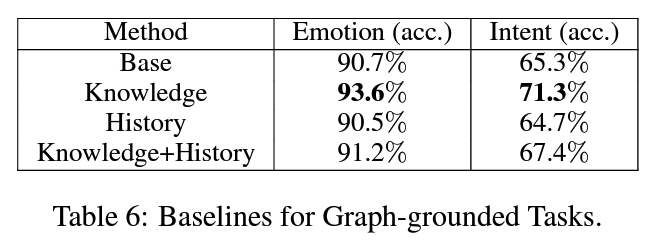 Method Emotion (acc.) Intent (acc.)
Base 90.7% 65.3%
Knowledge 93.6% 71.3%
History 90.5% 64.7%
Knowledge+History 91.2% 67.4%
Table 6: Baselines for Graph-grounded Tasks.